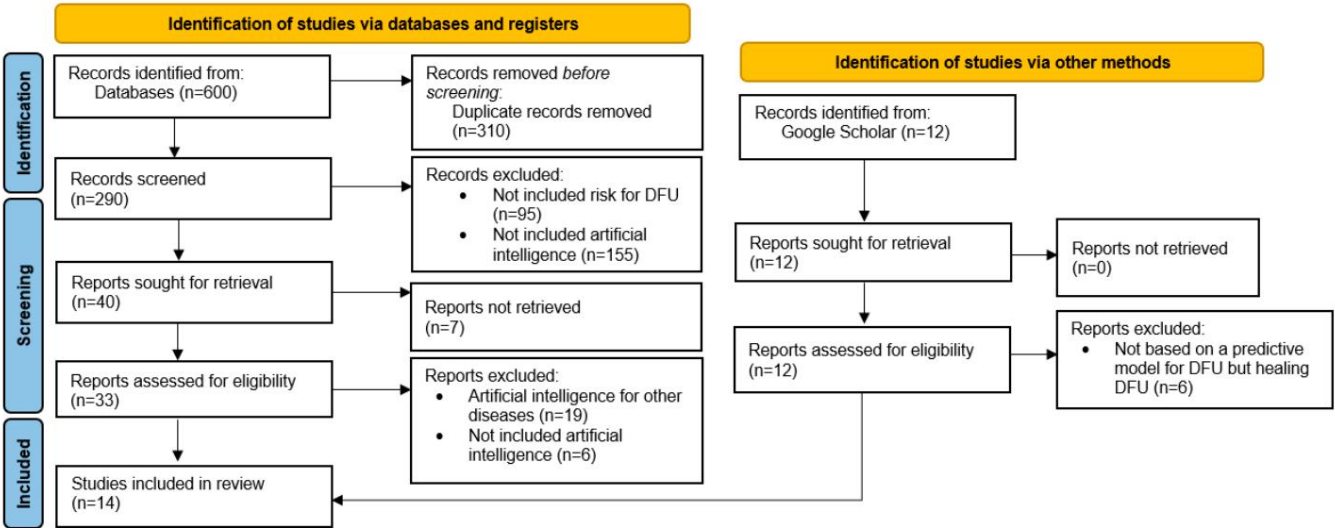 Identification of studies via databases and registers
Identification of studies via other methods
Identification
Records identified from:
Databases (n=600)
Records removed before
screening:
Duplicate records removed
(n=310)
Records identified from:
Google Scholar (n=12)
Records screened
(n=290)
Records excluded:
• Not included risk for DFU
(n=95)
• Not included artificial
intelligence (n=155)
Screening
Reports sought for retrieval
(n=40)
Reports not retrieved
(n=7)
Reports sought for retrieval
(n=12)
Reports not retrieved
(n=0)
Reports assessed for eligibility
(n=33)
Reports excluded:
• Artificial intelligence for other
diseases (n=19)
• Not included artificial
intelligence (n=6)
Reports assessed for eligibility
(n=12)
Reports excluded:
• Not based on a predictive
model for DFU but healing
DFU (n=6)
Included
Studies included in review
(n=14)